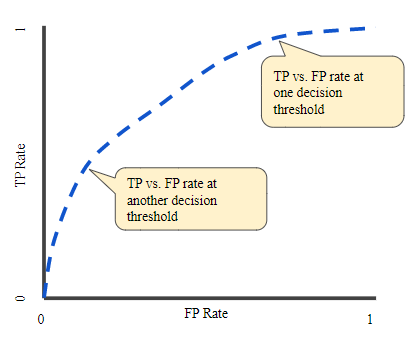 1
TP vs. FP rate at
one decision
threshold
TP Rate
TP vs. FP rate at
another decision
threshold
0
0
FP Rate
1